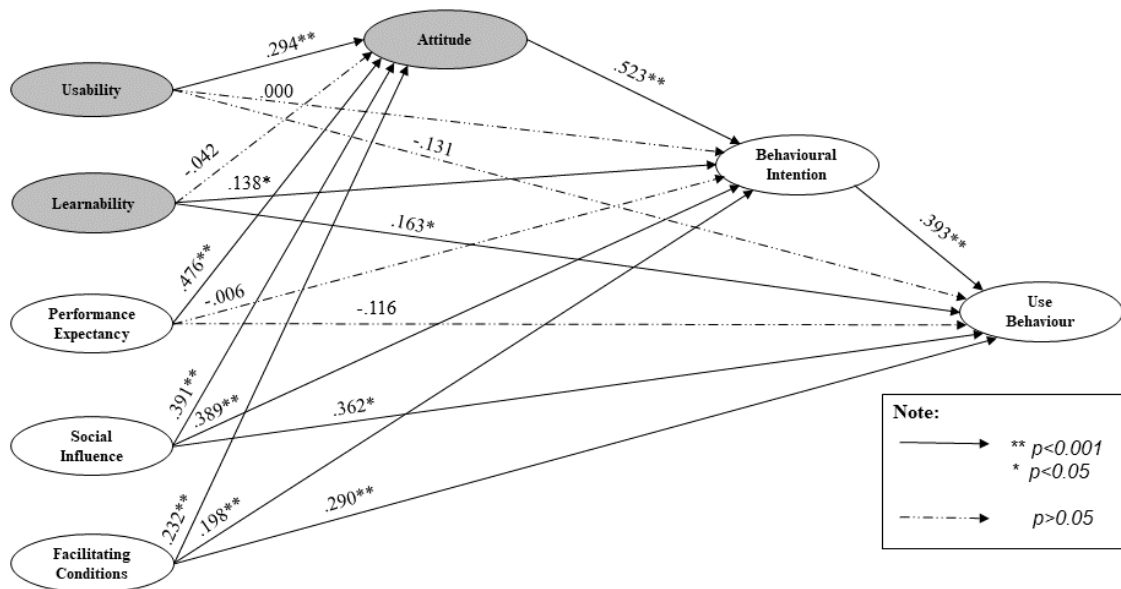 Attitude
.294**
Usability
.000
.523**
-.131
-.042
Behavioural
Intention
.138*
Learnability
.163*
.393**
.476**
-.006
Performance
Expectancy
-.116
Use
Behaviour
.391**
.389**
.362*
Social
Influence
Note:
** p<0.001
* p<0.05
.232**
.198**
.290**
p>0.05
Facilitating
Conditions